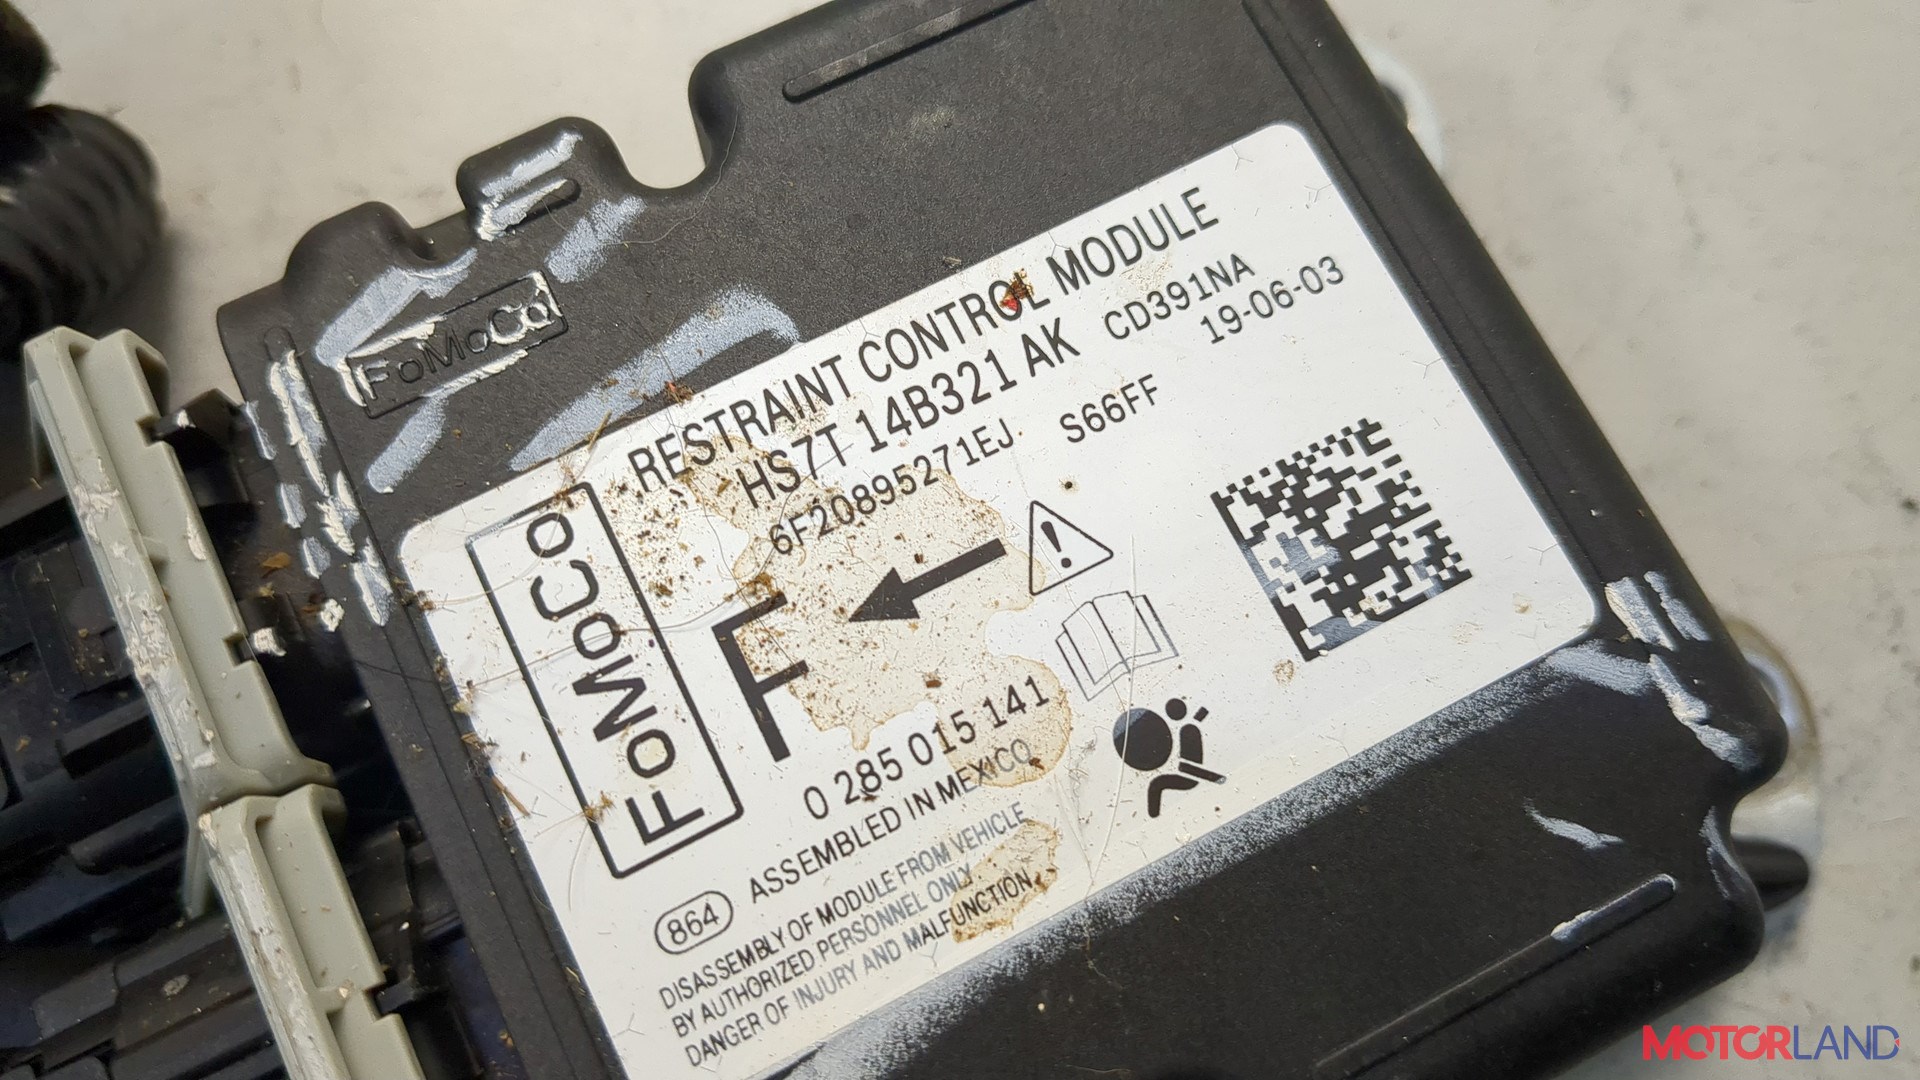 FoMoCo
RESTRAINT CONTROL MODULE
HS7T 14B321 AK CD391NA
6F20895271EJ S66FF 19-06-03
FoMoCo
F
0 285 015 141
864 ASSEMBLED IN MEXICO
DISASSEMBLY OF MODULE FROM VEHICLE
BY AUTHORIZED PERSONNEL ONLY
DANGER OF INJURY AND MALFUNCTION
MOTORLAND